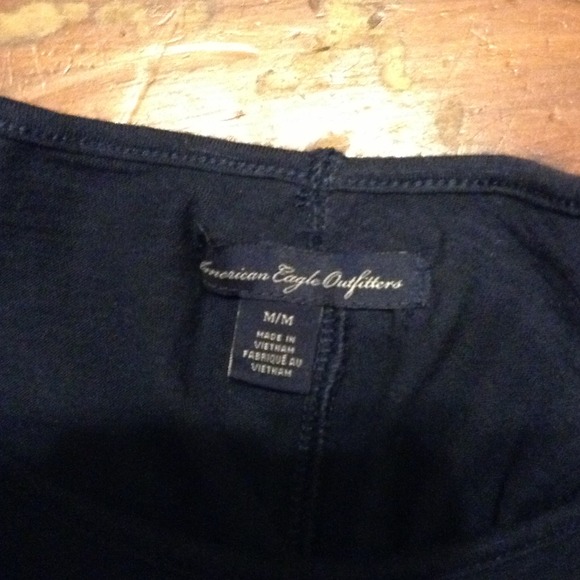 American Eagle Outfitters
M/M
MADE IN
VIETNAM
FABRIQUÉ AU
VIETNAM